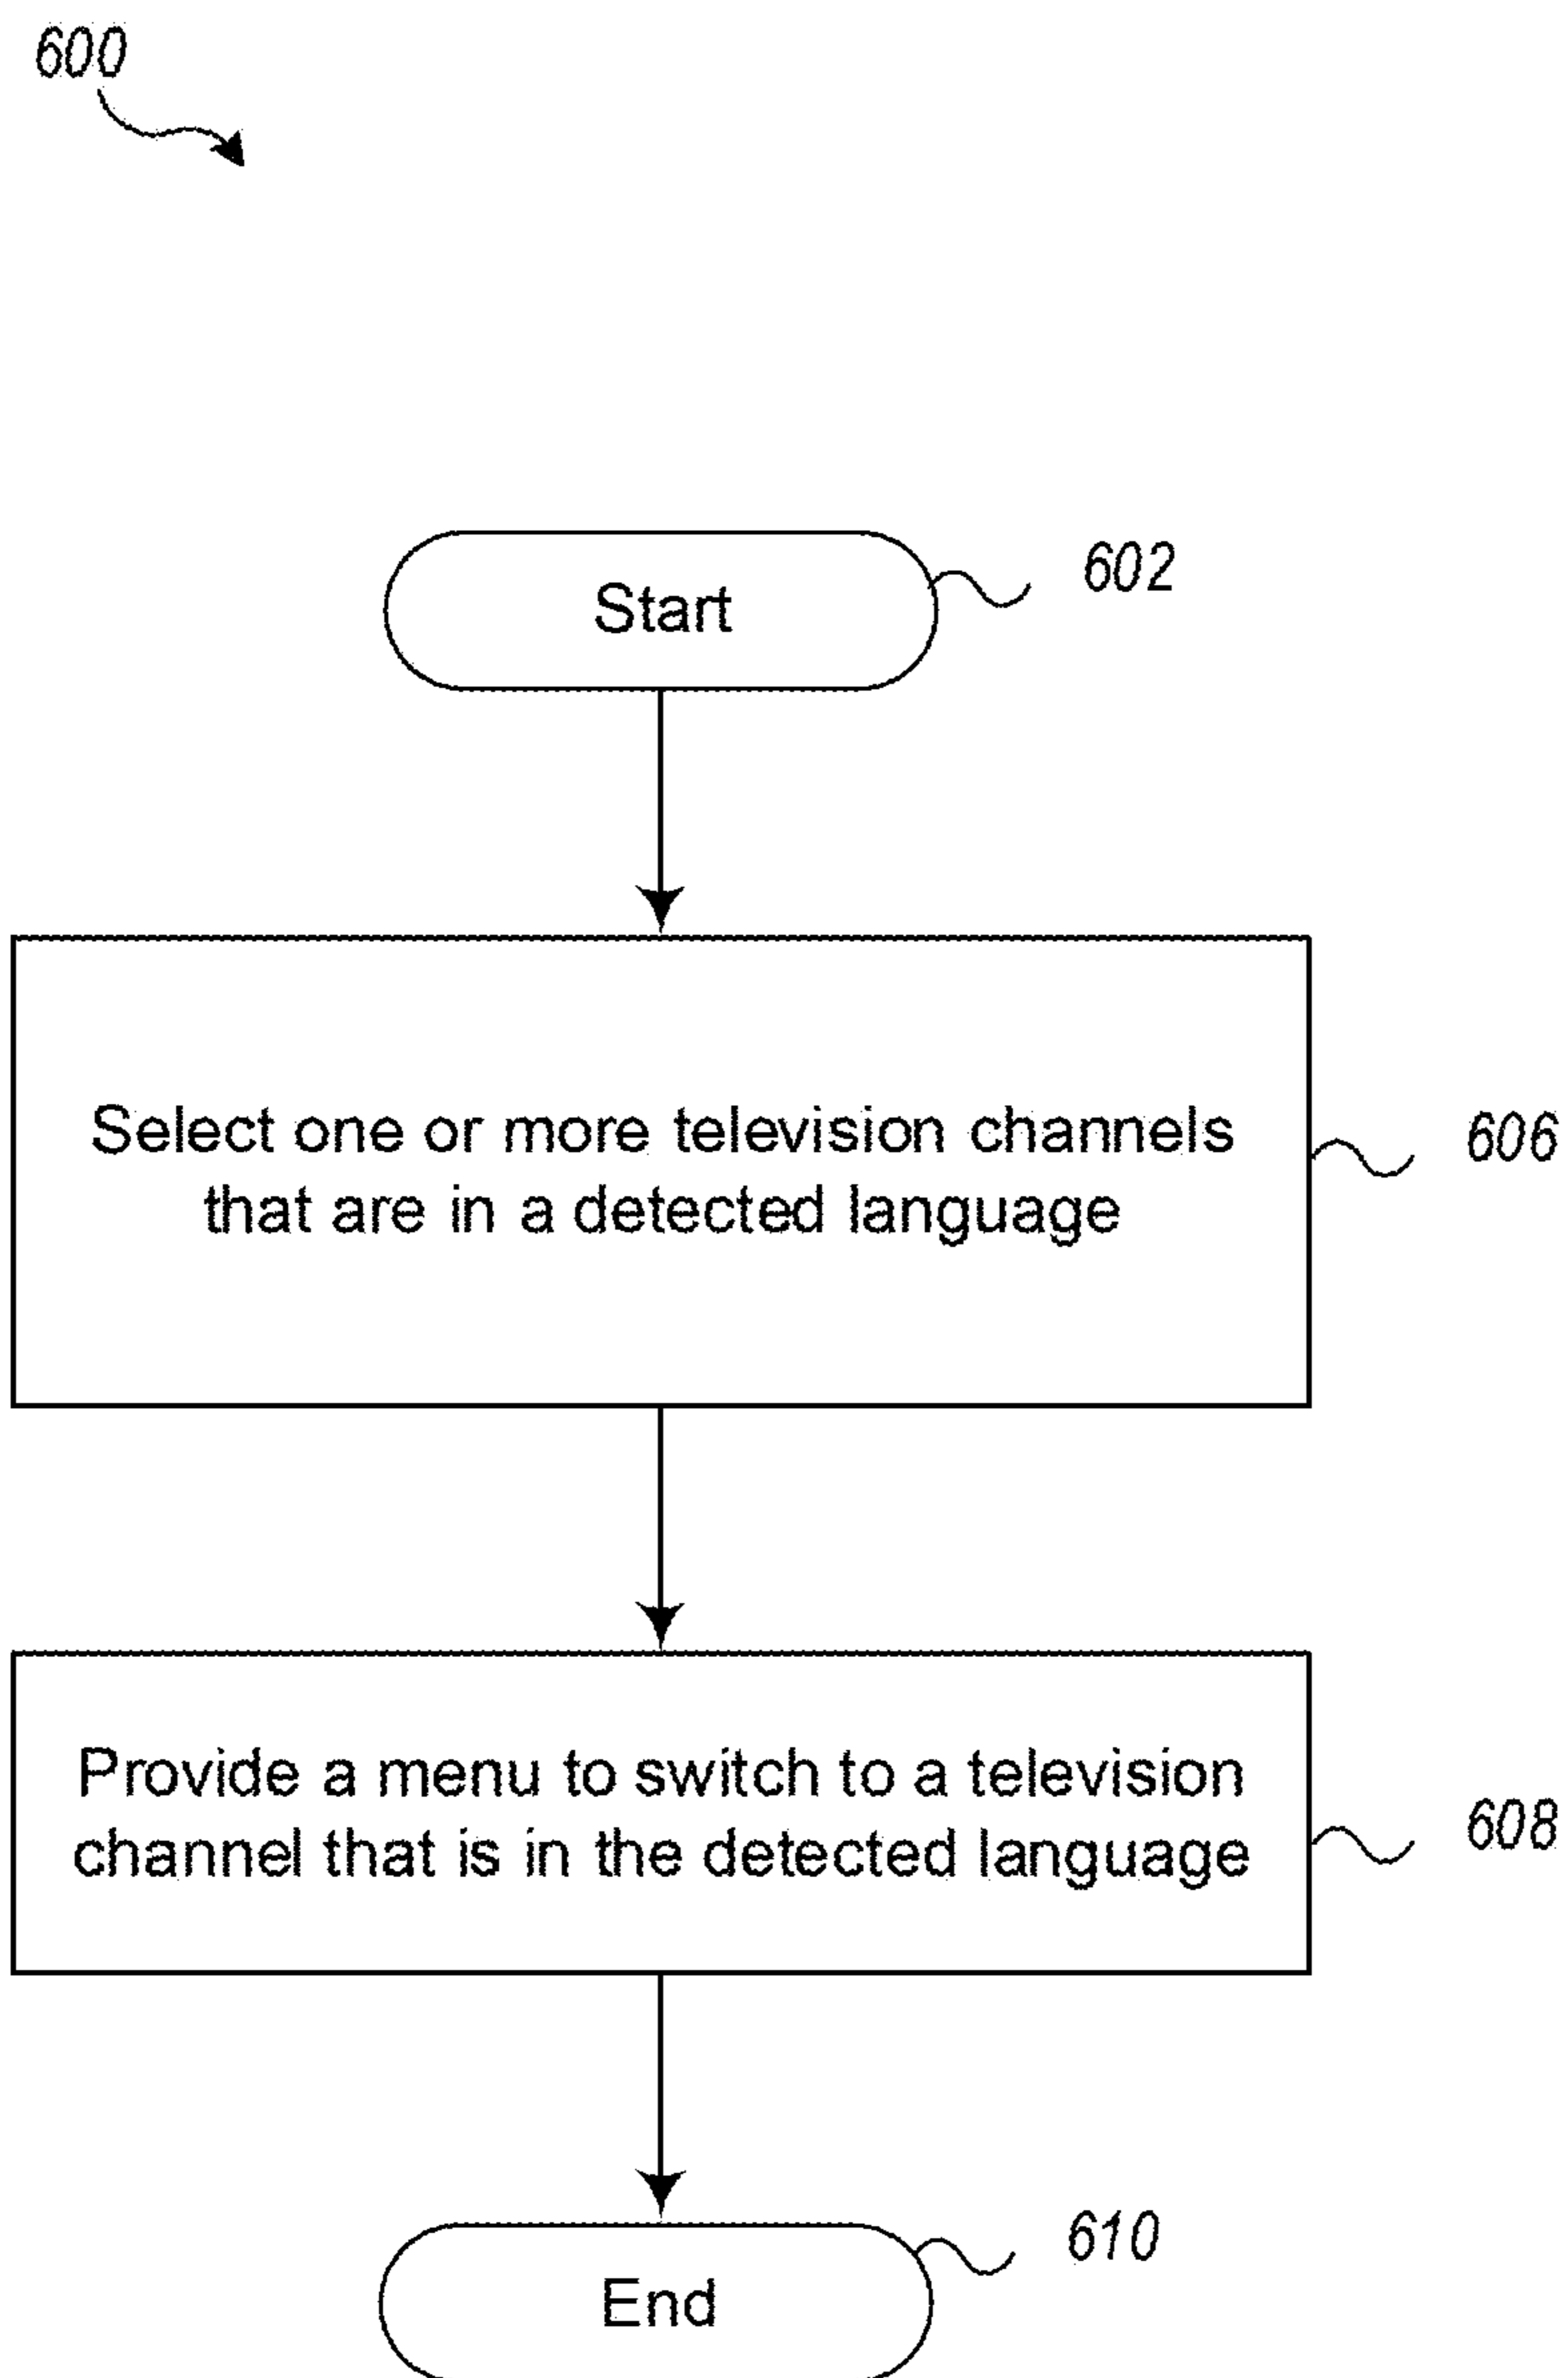 600
Start
602
Select one or more television channels
that are in a detected language
606
Provide a menu to switch to a television
channel that is in the detected language
608
End
610